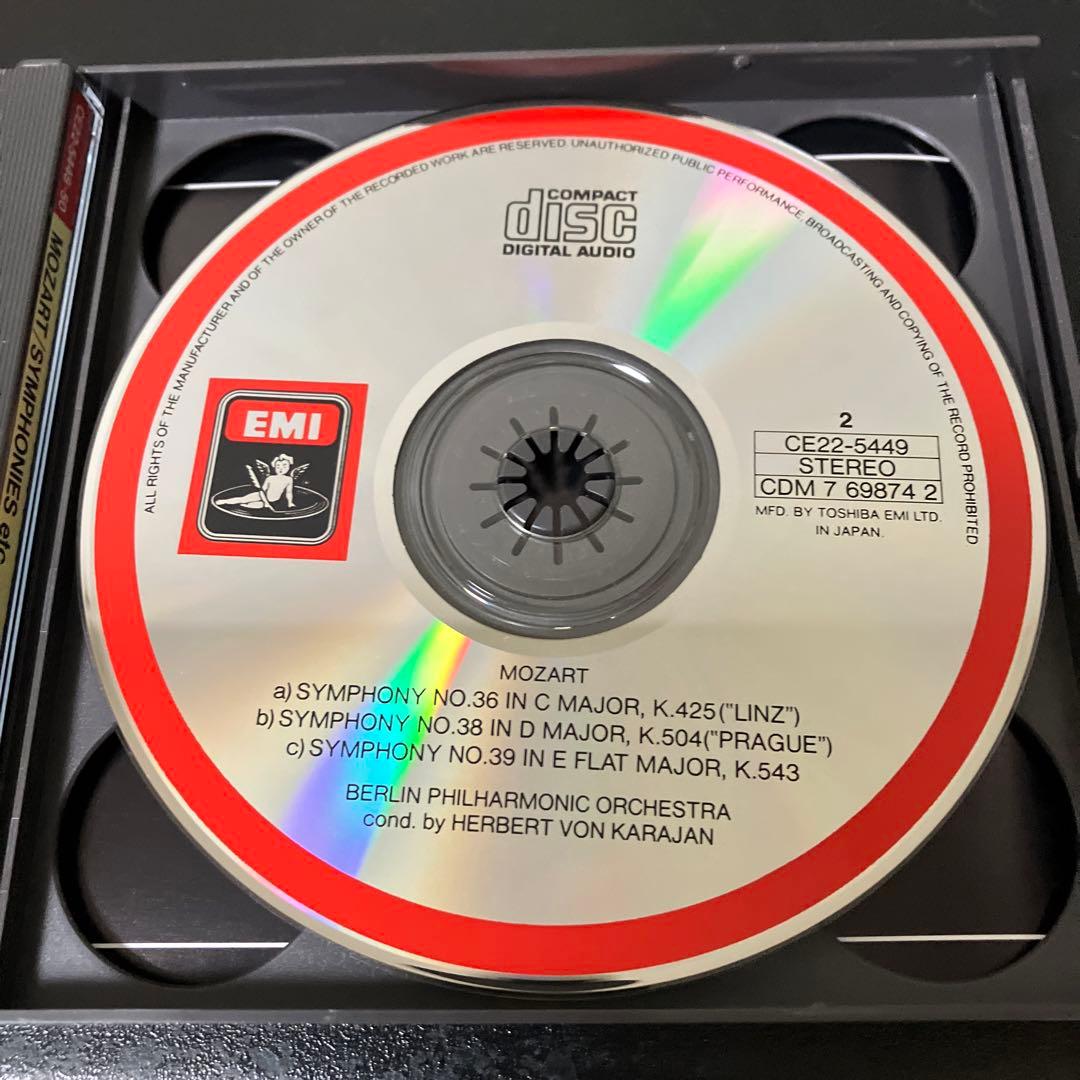 CE22-5448-50 MOZART/SYMPHONIES etc
ALL RIGHTS OF THE MANUFACTURER AND OF THE OWNER OF THE RECORDED WORK ARE RESERVED. UNAUTHORIZED PUBLIC PERFORMANCE, BROADCASTING AND COPYING OF THE RECORD PROHIBITED
COMPACT
disc
DIGITAL AUDIO
EMI
2
CE22-5449
STEREO
CDM 7 69874 2
MFD. BY TOSHIBA EMI LTD.
IN JAPAN.
MOZART
a)SYMPHONY NO.36 IN C MAJOR, K.425("LINZ")
b)SYMPHONY NO.38 IN D MAJOR, K.504("PRAGUE")
c)SYMPHONY NO.39 IN E FLAT MAJOR, K.543
BERLIN PHILHARMONIC ORCHESTRA
cond. by HERBERT VON KARAJAN